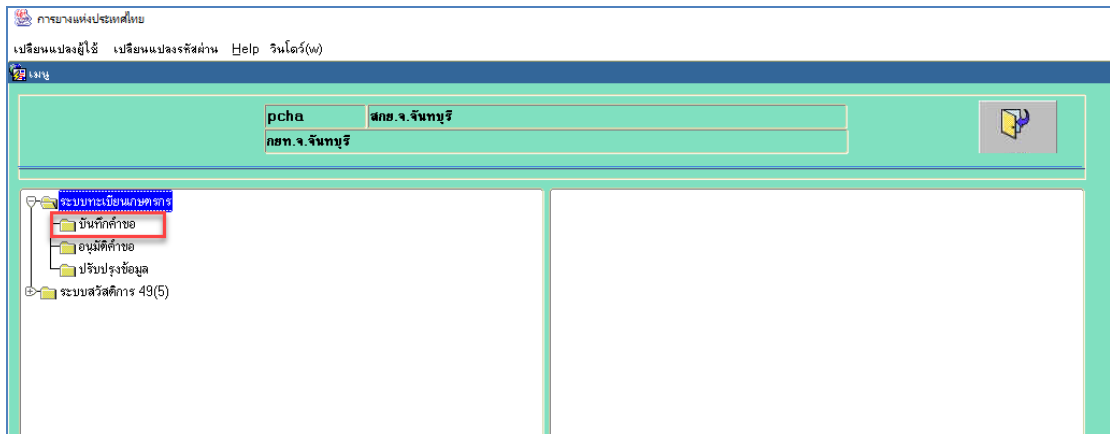 การยางแห่งประเทศไทย
เปลี่ยนแปลงผู้ใช้ เปลี่ยนแปลงรหัสผ่าน Help วินโดว์(w)
เมนู
pcha สกย.จ.จันทบุรี
กยท.จ.จันทบุรี
ระบบทะเบียนเกษตรกร
บันทึกคำขอ
อนุมัติคำขอ
ปรับปรุงข้อมูล
ระบบสวัสดิการ 49(5)